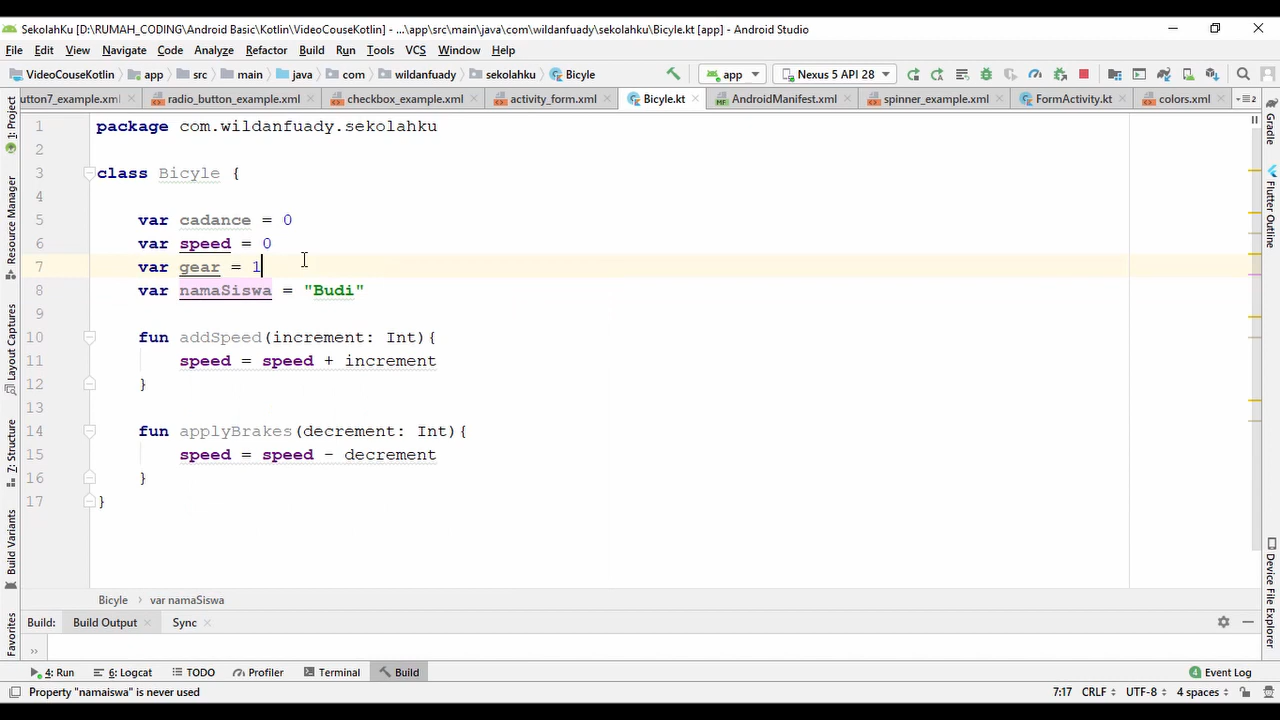 SekolahKu [D:\RUMAH_CODING\Android Basic\Kotlin\VideoCouseKotlin] - ...\app\src\main\java\com\wildanfuady\sekolahku\Bicyle.kt [app] - Android Studio
File Edit View Navigate Code Analyze Refactor Build Run Tools VCS Window Help
VideoCouseKotlin app src main java com wildanfuady sekolahku Bicyle app Nexus 5 API 28
utton7_example.xml radio_button_example.xml checkbox_example.xml activity_form.xml Bicyle.kt AndroidManifest.xml spinner_example.xml FormActivity.kt colors.xml 2
1: Project
Resource Manager
Layout Captures
7: Structure
Build Variants
Favorites
1 package com.wildanfuady.sekolahku
2
3 class Bicyle {
4
5 var cadance = 0
6 var speed = 0
7 var gear = 1
8 var namaSiswa = "Budi"
9
10 fun addSpeed(increment: Int){
11 speed = speed + increment
12 }
13
14 fun applyBrakes(decrement: Int){
15 speed = speed - decrement
16 }
17 }
Gradle
Flutter Outline
Device File Explorer
Bicyle › var namaSiswa
Build: Build Output Sync
»
4: Run 6: Logcat TODO Profiler Terminal Build 4 Event Log
Property "namaiswa" is never used 7:17 CRLF UTF-8 4 spaces